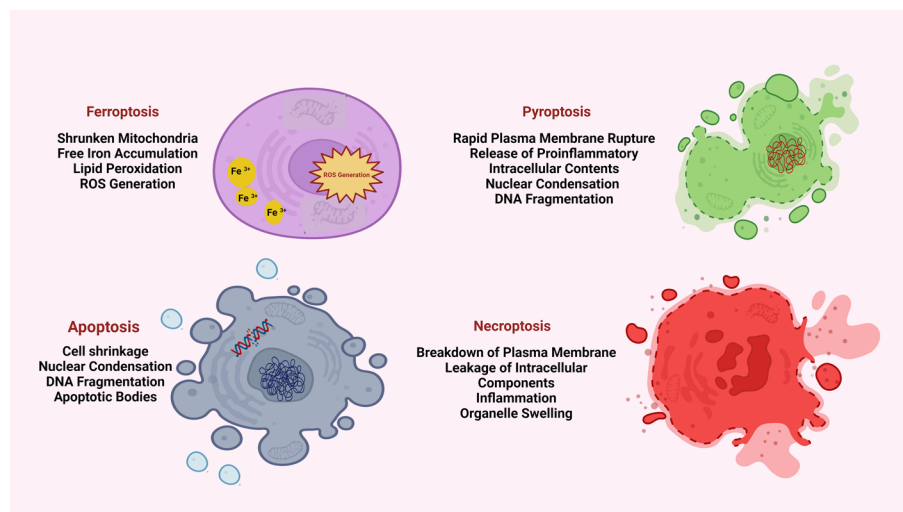 Ferroptosis
Shrunken Mitochondria
Free Iron Accumulation
Lipid Peroxidation
ROS Generation
Fe 3+
Fe 3+
Fe 3+
ROS Generation
Pyroptosis
Rapid Plasma Membrane Rupture
Release of Proinflammatory
Intracellular Contents
Nuclear Condensation
DNA Fragmentation
Apoptosis
Cell shrinkage
Nuclear Condensation
DNA Fragmentation
Apoptotic Bodies
Necroptosis
Breakdown of Plasma Membrane
Leakage of Intracellular
Components
Inflammation
Organelle Swelling